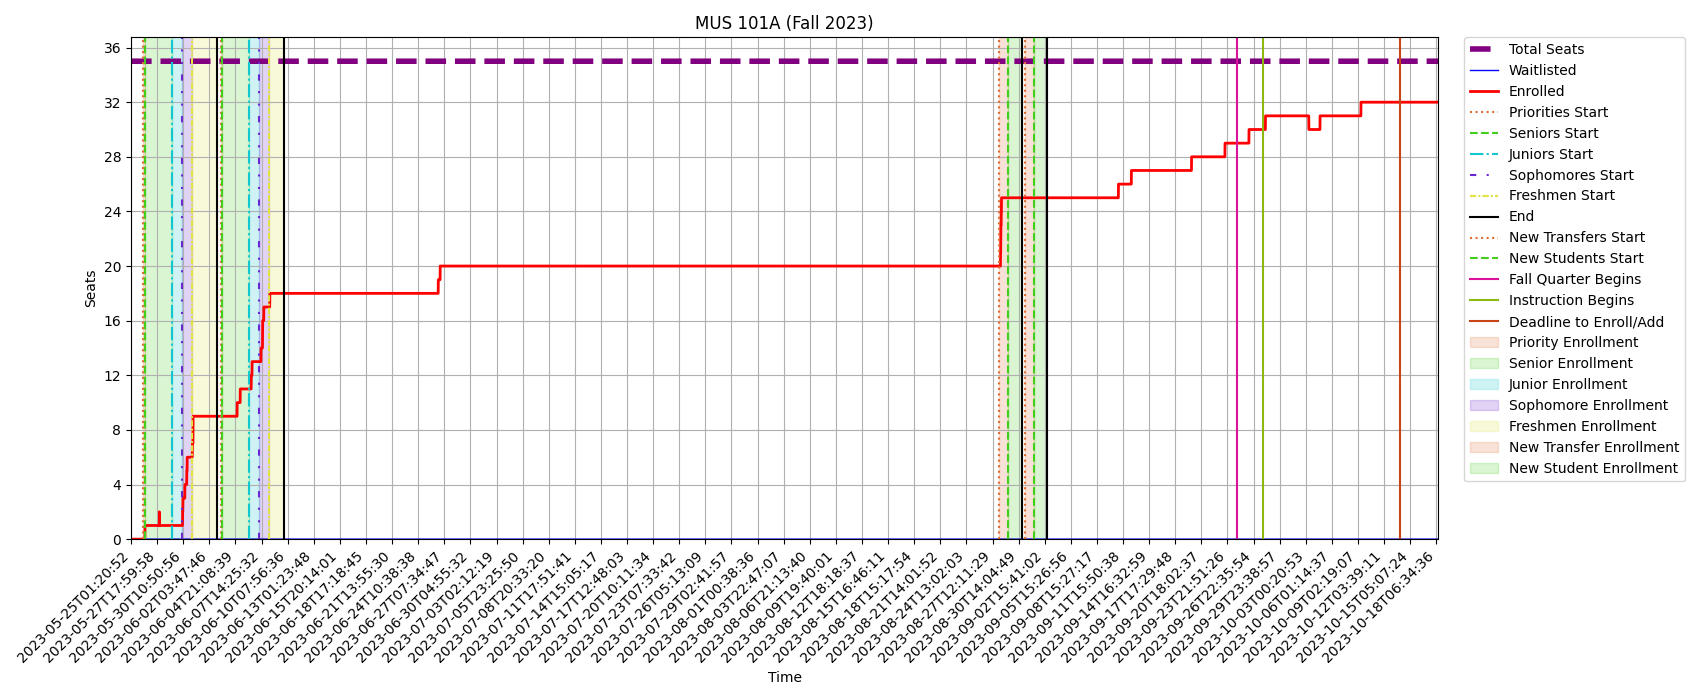 MUS 101A (Fall 2023)
Seats
36
32
28
24
20
16
12
8
4
0
2023-05-25T01:20:52
2023-05-27T17:59:58
2023-05-30T10:50:56
2023-06-02T03:47:46
2023-06-04T21:08:39
2023-06-07T14:25:32
2023-06-10T07:56:36
2023-06-13T01:23:48
2023-06-15T20:14:01
2023-06-18T17:18:45
2023-06-21T13:55:30
2023-06-24T10:38:38
2023-06-27T07:34:47
2023-06-30T04:55:32
2023-07-03T02:12:19
2023-07-05T23:25:50
2023-07-08T20:33:20
2023-07-11T17:51:41
2023-07-14T15:05:17
2023-07-17T12:48:03
2023-07-20T10:11:34
2023-07-23T07:33:42
2023-07-26T05:13:09
2023-07-29T02:41:57
2023-08-01T00:38:36
2023-08-03T22:47:07
2023-08-06T21:13:40
2023-08-09T19:40:01
2023-08-12T18:18:37
2023-08-15T16:46:11
2023-08-18T15:17:54
2023-08-21T14:01:52
2023-08-24T13:02:03
2023-08-27T12:11:29
2023-08-30T14:04:49
2023-09-02T15:41:02
2023-09-05T15:26:56
2023-09-08T15:27:17
2023-09-11T15:50:38
2023-09-14T16:32:59
2023-09-17T17:29:48
2023-09-20T18:02:37
2023-09-23T21:51:26
2023-09-26T22:35:54
2023-09-29T23:38:57
2023-10-03T00:20:53
2023-10-06T01:14:37
2023-10-09T02:19:07
2023-10-12T03:39:11
2023-10-15T05:07:24
2023-10-18T06:34:36
Time
Total Seats
Waitlisted
Enrolled
Priorities Start
Seniors Start
Juniors Start
Sophomores Start
Freshmen Start
End
New Transfers Start
New Students Start
Fall Quarter Begins
Instruction Begins
Deadline to Enroll/Add
Priority Enrollment
Senior Enrollment
Junior Enrollment
Sophomore Enrollment
Freshmen Enrollment
New Transfer Enrollment
New Student Enrollment